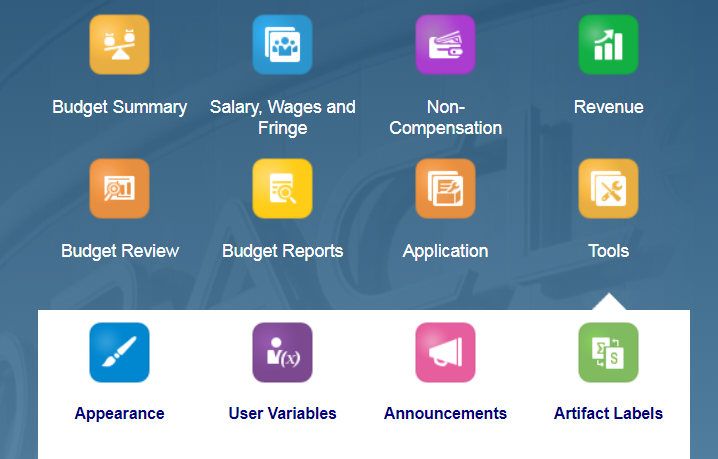 Budget Summary
Salary, Wages and
Fringe
Non-
Compensation
Revenue
Budget Review
Budget Reports
Application
Tools
Appearance
(x)
User Variables
Announcements
Σ
S
Artifact Labels